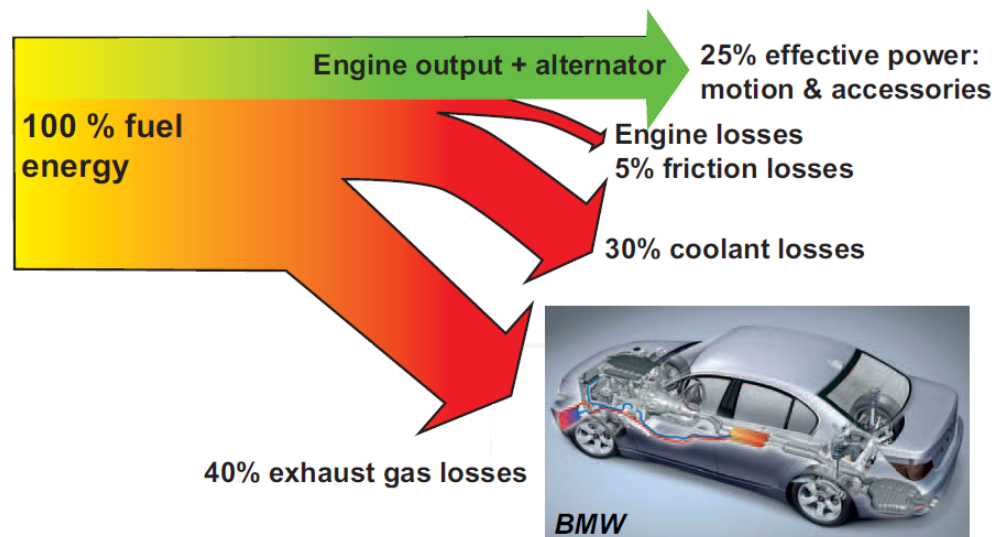 Engine output + alternator
25% effective power:
motion & accessories
100 % fuel
energy
Engine losses
5% friction losses
30% coolant losses
40% exhaust gas losses
BMW